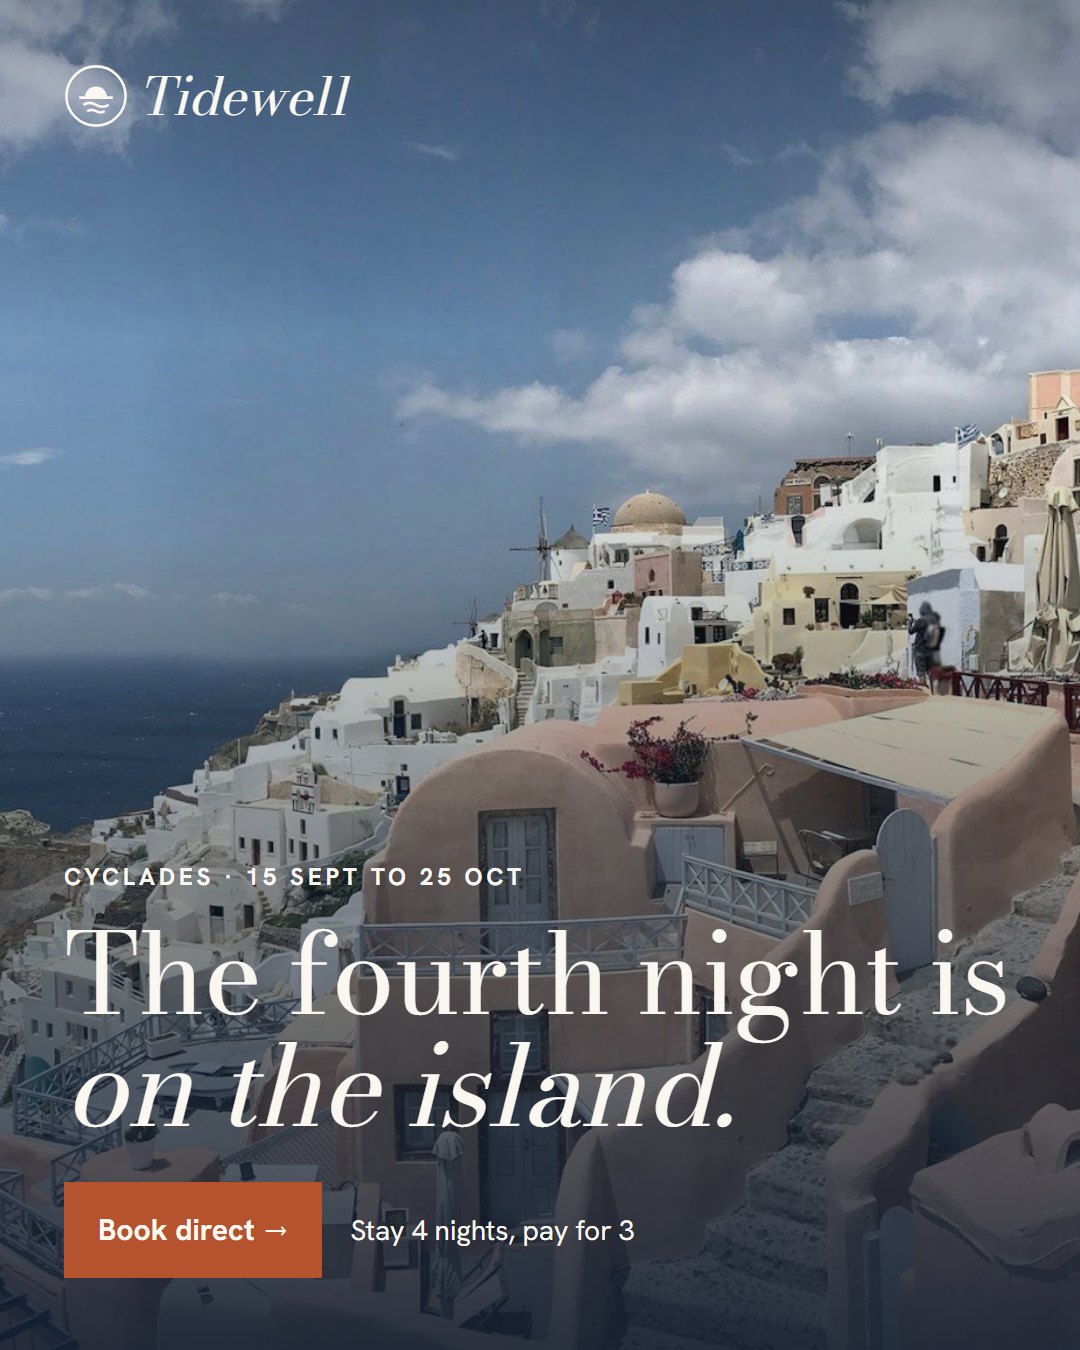 Tidewell
CYCLADES · 15 SEPT TO 25 OCT
The fourth night is
on the island.
Book direct →
Stay 4 nights, pay for 3